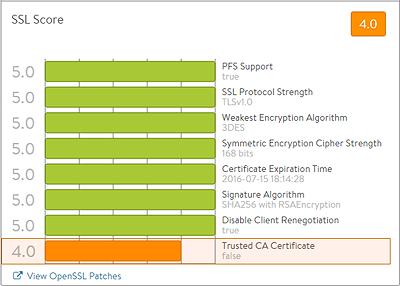 SSL Score
4.0
5.0
PFS Support
true
5.0
SSL Protocol Strength
TLSv1.0
5.0
Weakest Encryption Algorithm
3DES
5.0
Symmetric Encryption Cipher Strength
168 bits
5.0
Certificate Expiration Time
2016-07-15 18:14:28
5.0
Signature Algorithm
SHA256 with RSAEncryption
5.0
Disable Client Renegotiation
true
4.0
Trusted CA Certificate
false
View OpenSSL Patches